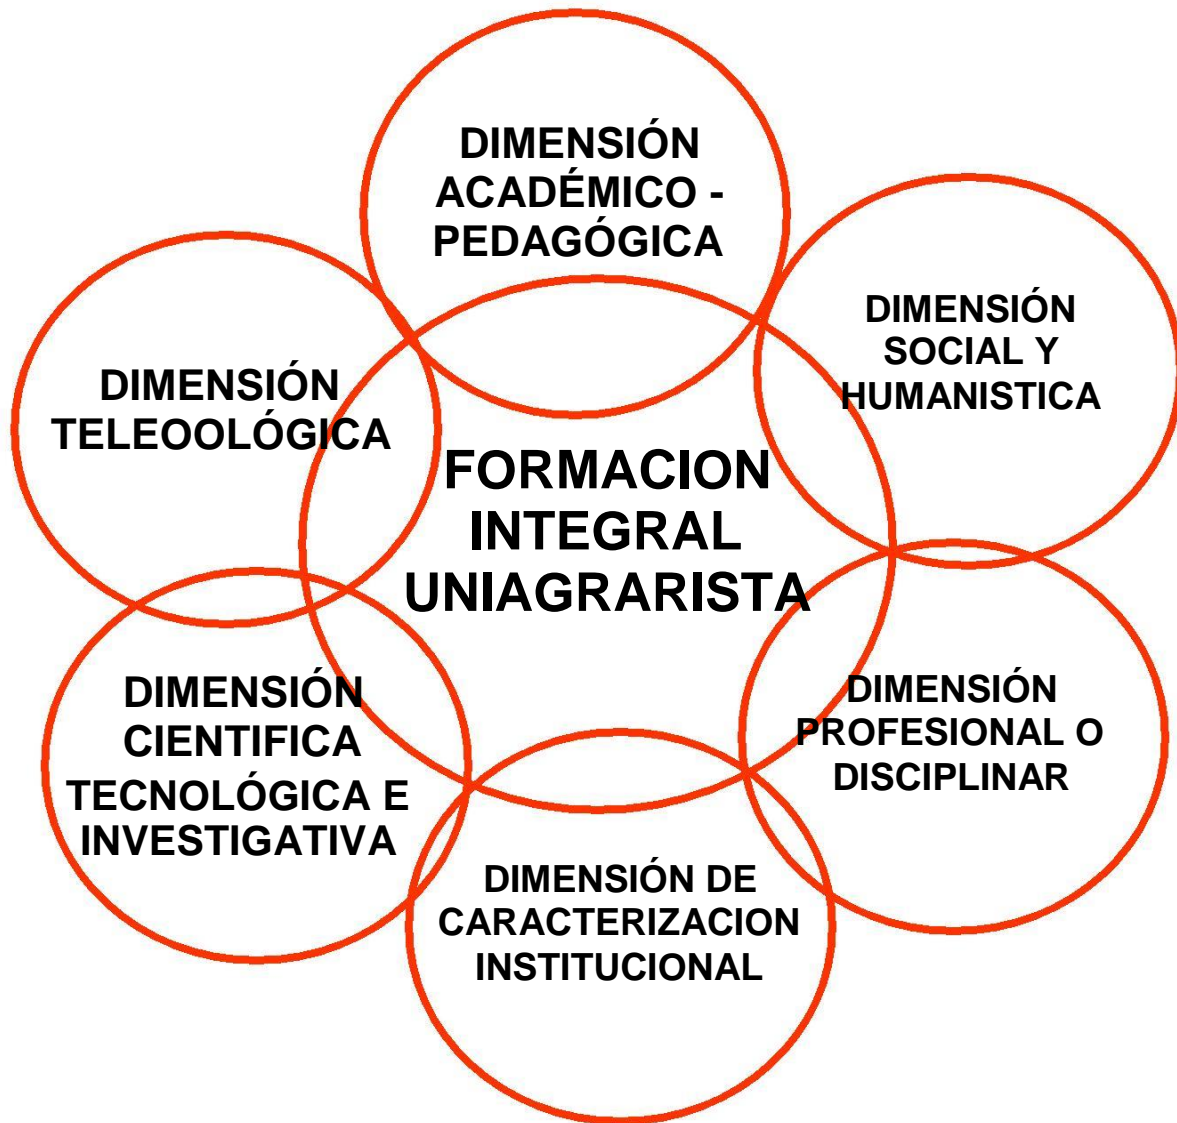 DIMENSIÓN
ACADÉMICO -
PEDAGÓGICA
DIMENSIÓN
SOCIAL Y
HUMANISTICA
DIMENSIÓN
TELEOOLÓGICA
FORMACION
INTEGRAL
UNIAGRARISTA
DIMENSIÓN
CIENTIFICA
TECNOLÓGICA E
INVESTIGATIVA
DIMENSIÓN
PROFESIONAL O
DISCIPLINAR
DIMENSIÓN DE
CARACTERIZACION
INSTITUCIONAL